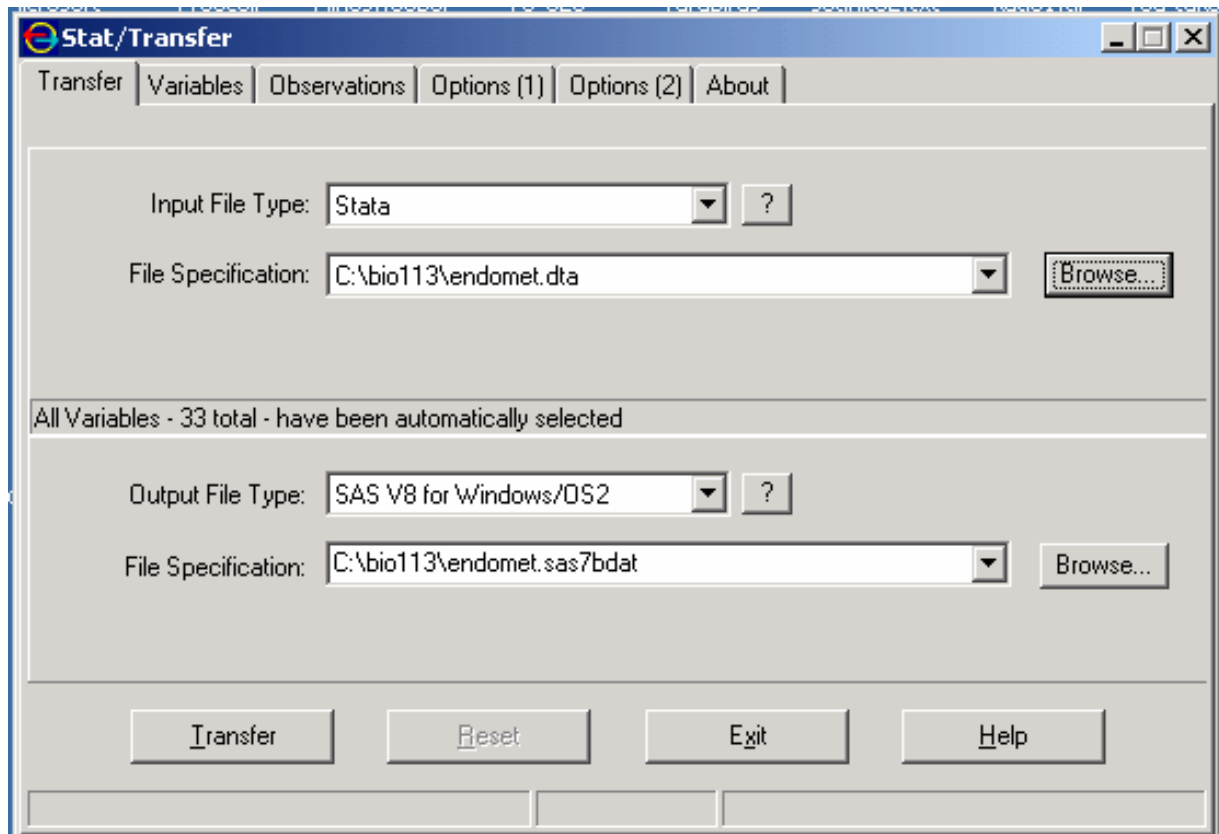 Stat/Transfer
Transfer Variables Observations Options (1) Options (2) About
Input File Type: Stata ?
File Specification: C:\bio113\endomet.dta Browse...
All Variables - 33 total - have been automatically selected
Output File Type: SAS V8 for Windows/OS2 ?
File Specification: C:\bio113\endomet.sas7bdat Browse...
Transfer Reset Exit Help